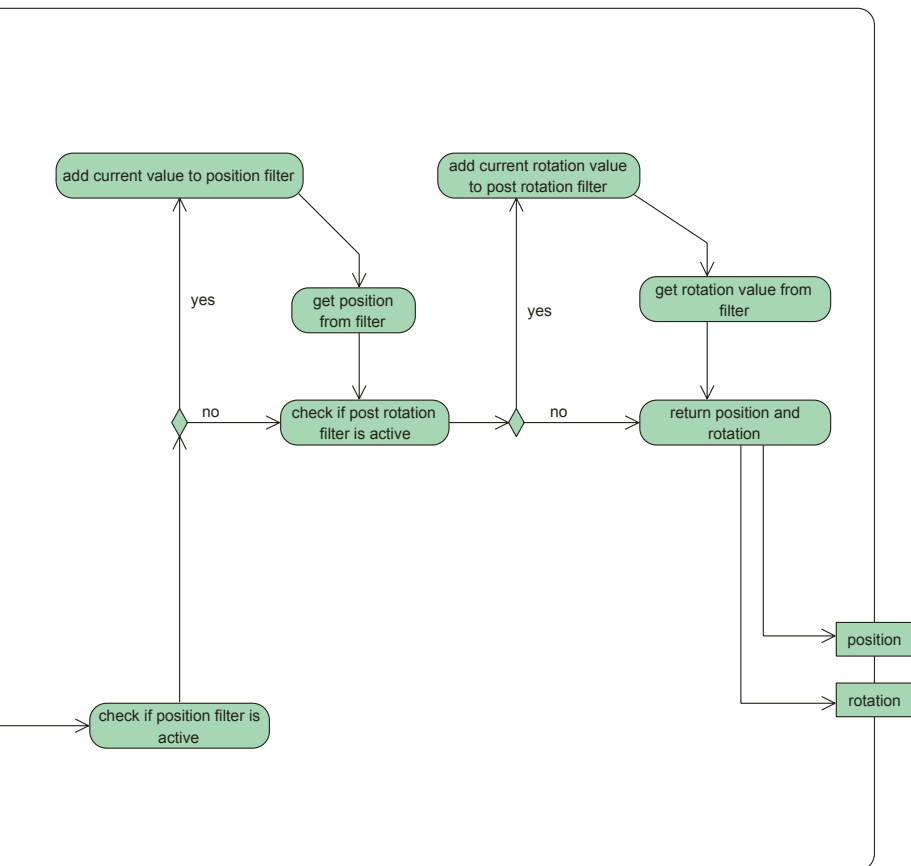 add current value to position filter
add current rotation value
to post rotation filter
yes
get position
from filter
yes
get rotation value from
filter
no
check if post rotation
filter is active
no
return position and
rotation
position
rotation
check if position filter is
active